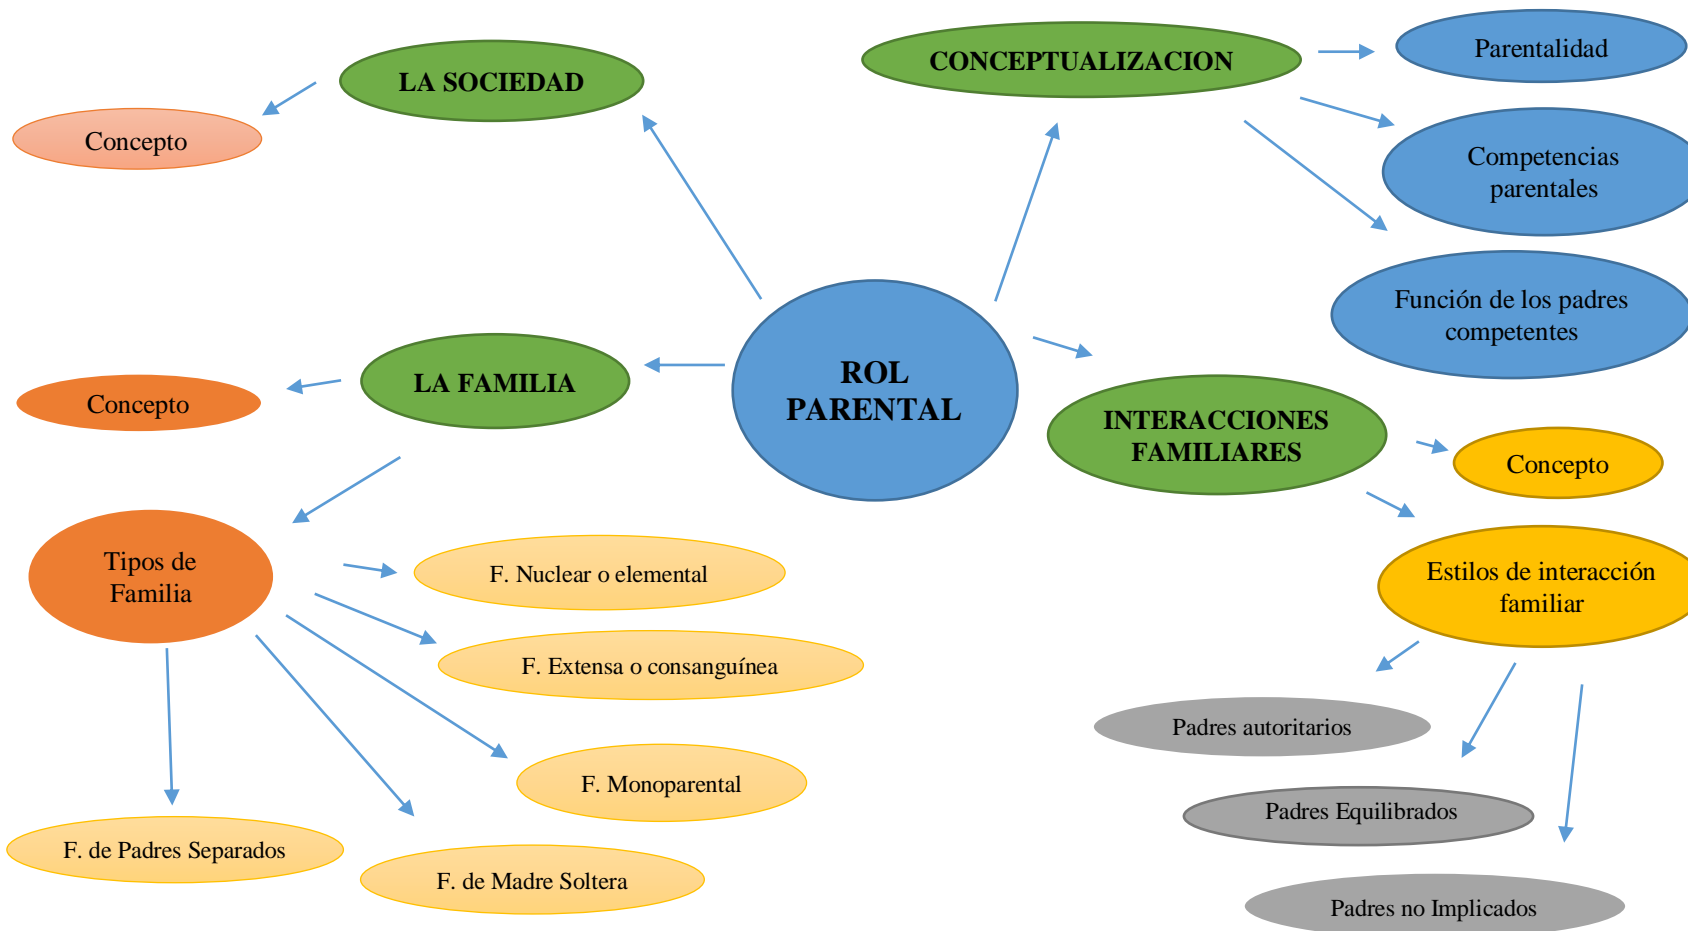 LA SOCIEDAD
Concepto
CONCEPTUALIZACION
Parentalidad
Competencias
parentales
Función de los padres
competentes
ROL
PARENTAL
LA FAMILIA
Concepto
INTERACCIONES
FAMILIARES
Concepto
Tipos de
Familia
F. Nuclear o elemental
F. Extensa o consanguínea
F. Monoparental
F. de Padres Separados
F. de Madre Soltera
Estilos de interacción
familiar
Padres autoritarios
Padres Equilibrados
Padres no Implicados